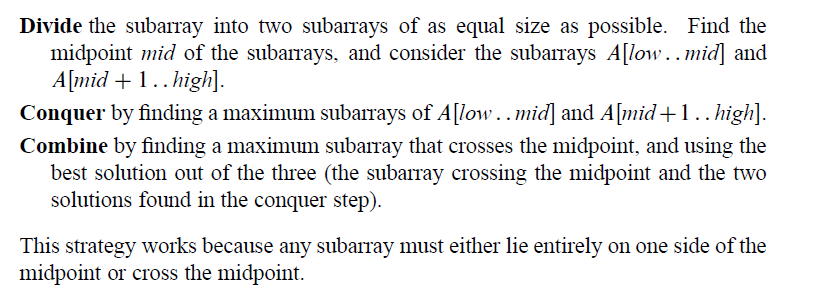 Divide the subarray into two subarrays of as equal size as possible. Find the
midpoint mid of the subarrays, and consider the subarrays A[low . . mid] and
A[mid + 1 . . high].
Conquer by finding a maximum subarrays of A[low . . mid] and A[mid+1 . . high].
Combine by finding a maximum subarray that crosses the midpoint, and using the
best solution out of the three (the subarray crossing the midpoint and the two
solutions found in the conquer step).
This strategy works because any subarray must either lie entirely on one side of the
midpoint or cross the midpoint.